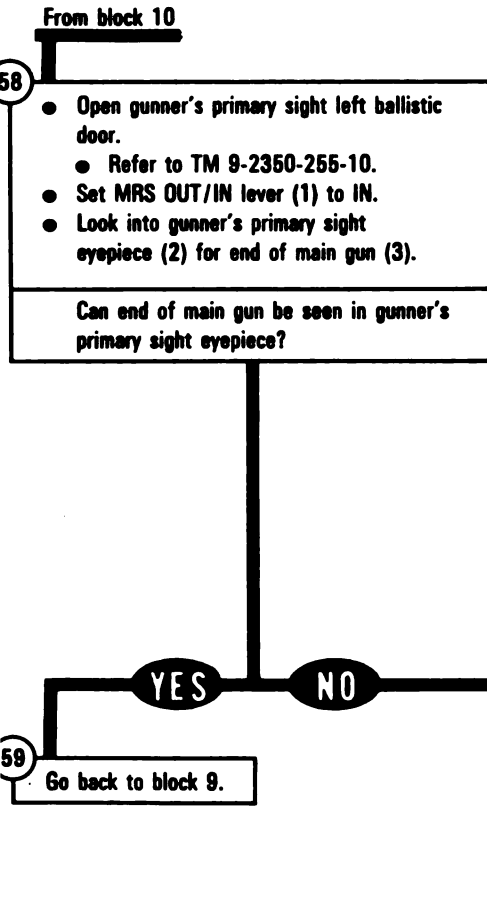 From block 10
58
● Open gunner's primary sight left ballistic
door.
● Refer to TM 9-2350-255-10.
● Set MRS OUT/IN lever (1) to IN.
● Look into gunner's primary sight
eyepiece (2) for end of main gun (3).
Can end of main gun be seen in gunner's
primary sight eyepiece?
YES NO
59
Go back to block 9.